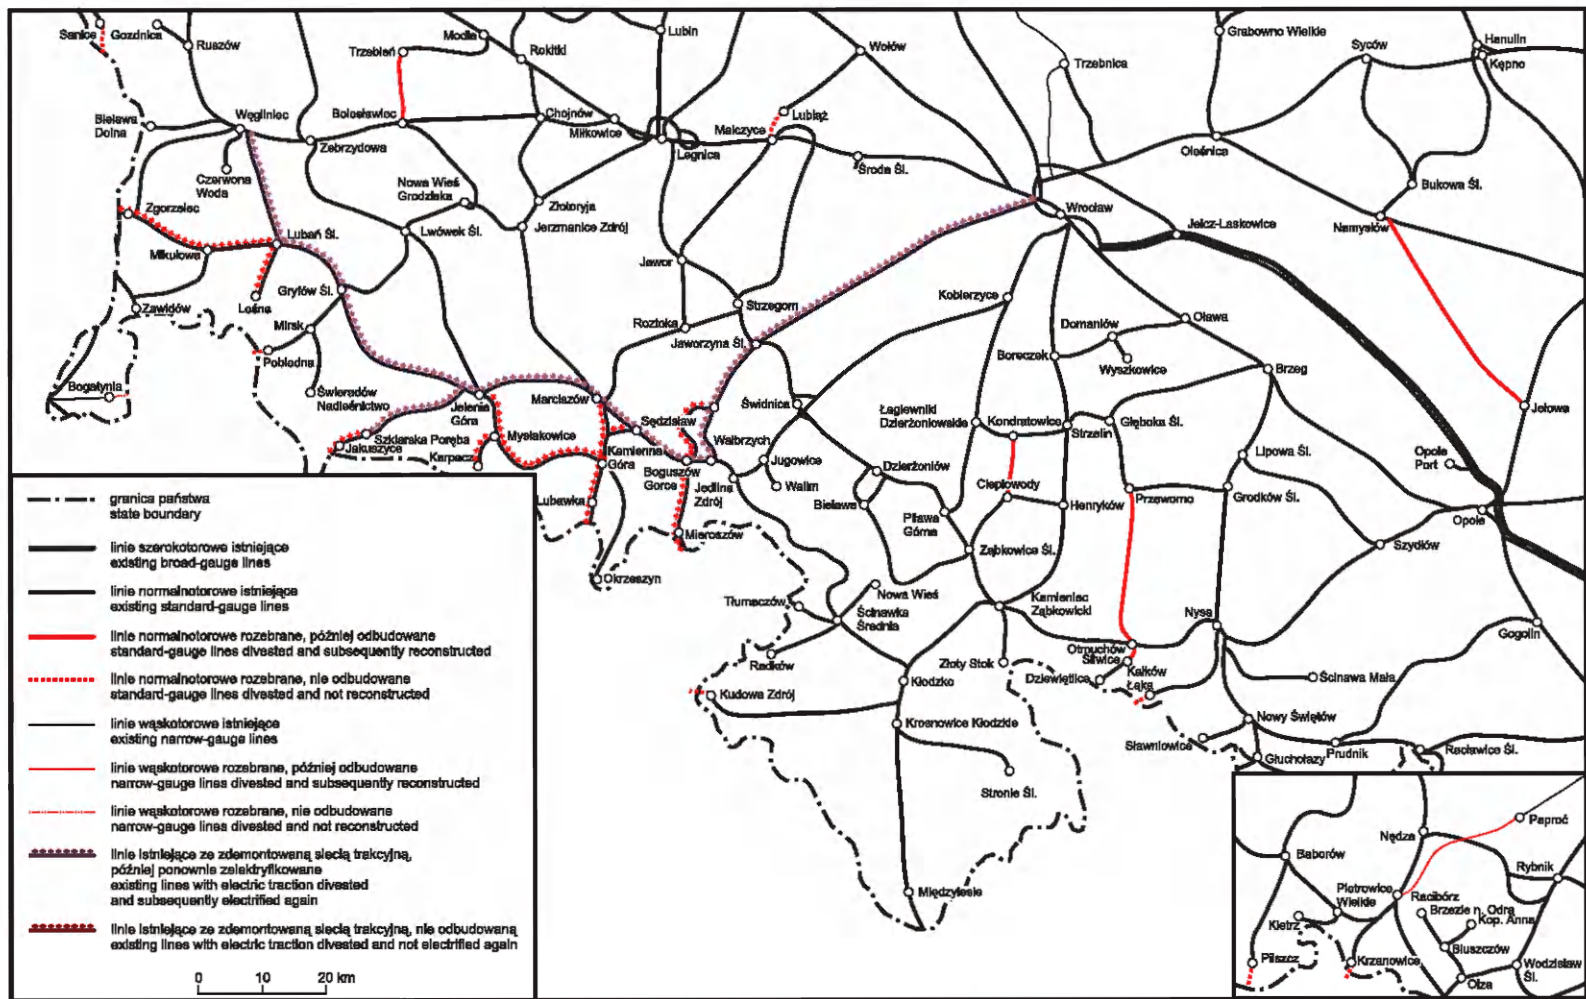 Sanice
Gozdnica
Ruszów
Trzebień
Modła
Rokitki
Lubin
Wołów
Trzebnica
Grabowno Wielkie
Syców
Hanulin
Kępno
Bielawa
Dolna
Węgliniec
Bolesławiec
Zebrzydowa
Chojnów
Miłkowice
Legnica
Malczyce
Lubiąż
Środa Śl.
Oleśnica
Bukowa Śl.
Czerwona
Woda
Nowa Wieś
Grodziska
Złotoryja
Jerzmanice Zdrój
Wrocław
Jelcz-Laskowice
Namysłów
Zgorzelec
Mikułowa
Lubań Śl.
Lwówek Śl.
Jawor
Zawidów
Leśna
Gryfów Śl.
Mirsk
Pobiedna
Roztoka
Strzegom
Jaworzyna Śl.
Kobierzyce
Domaniów
Oława
Boreczek
Wyszkowice
Brzeg
Bogatynia
Świeradów
Nadleśnictwo
Jelenia
Góra
Marciszów
Sędzisław
Świdnica
Łagiewniki
Dzierżoniowskie
Kondratowice
Strzelin
Głęboka Śl.
Jelowa
Szklarska Poręba
Jakuszyce
Mysłakowice
Karpacz
Kamienna
Góra
Boguszów
Gorce
Wałbrzych
Jedlina
Zdrój
Jugowice
Walim
Dzierżoniów
Bielawa
Piława
Górna
Ciepłowody
Henryków
Przeworno
Lipowa Śl.
Grodków Śl.
Opole
Port
Opole
Lubawka
Mieroszów
Okrzeszyn
Ząbkowice Śl.
Szydłów
Tłumaczów
Nowa Wieś
Ścinawka
Średnia
Kamieniec
Ząbkowicki
Nysa
Gogolin
Radków
Kłodzko
Złoty Stok
Otmuchów
Śliwice
Dziewiętlice
Kałków
Łąka
Ścinawa Mała
Kudowa Zdrój
Krosnowice Kłodzkie
Sławniowice
Nowy Świętów
Głuchołazy
Prudnik
Racławice Śl.
Stronie Śl.
Międzylesie
granica państwa
state boundary
linie szerokotorowe istniejące
existing broad-gauge lines
linie normalnotorowe istniejące
existing standard-gauge lines
linie normalnotorowe rozebrane, później odbudowane
standard-gauge lines divested and subsequently reconstructed
linie normalnotorowe rozebrane, nie odbudowane
standard-gauge lines divested and not reconstructed
linie wąskotorowe istniejące
existing narrow-gauge lines
linie wąskotorowe rozebrane, później odbudowane
narrow-gauge lines divested and subsequently reconstructed
linie wąskotorowe rozebrane, nie odbudowane
narrow-gauge lines divested and not reconstructed
linie istniejące ze zdemontowaną siecią trakcyjną,
później ponownie zelektryfikowane
existing lines with electric traction divested
and subsequently electrified again
linie istniejące ze zdemontowaną siecią trakcyjną, nie odbudowaną
existing lines with electric traction divested and not electrified again
0 10 20 km
Paproć
Nędza
Baborów
Rybnik
Pietrowice
Wielkie
Racibórz
Brzezie n. Odrą
Kop. Anna
Kietrz
Bluszczów
Pilszcz
Krzanowice
Olza
Wodzisław
Śl.